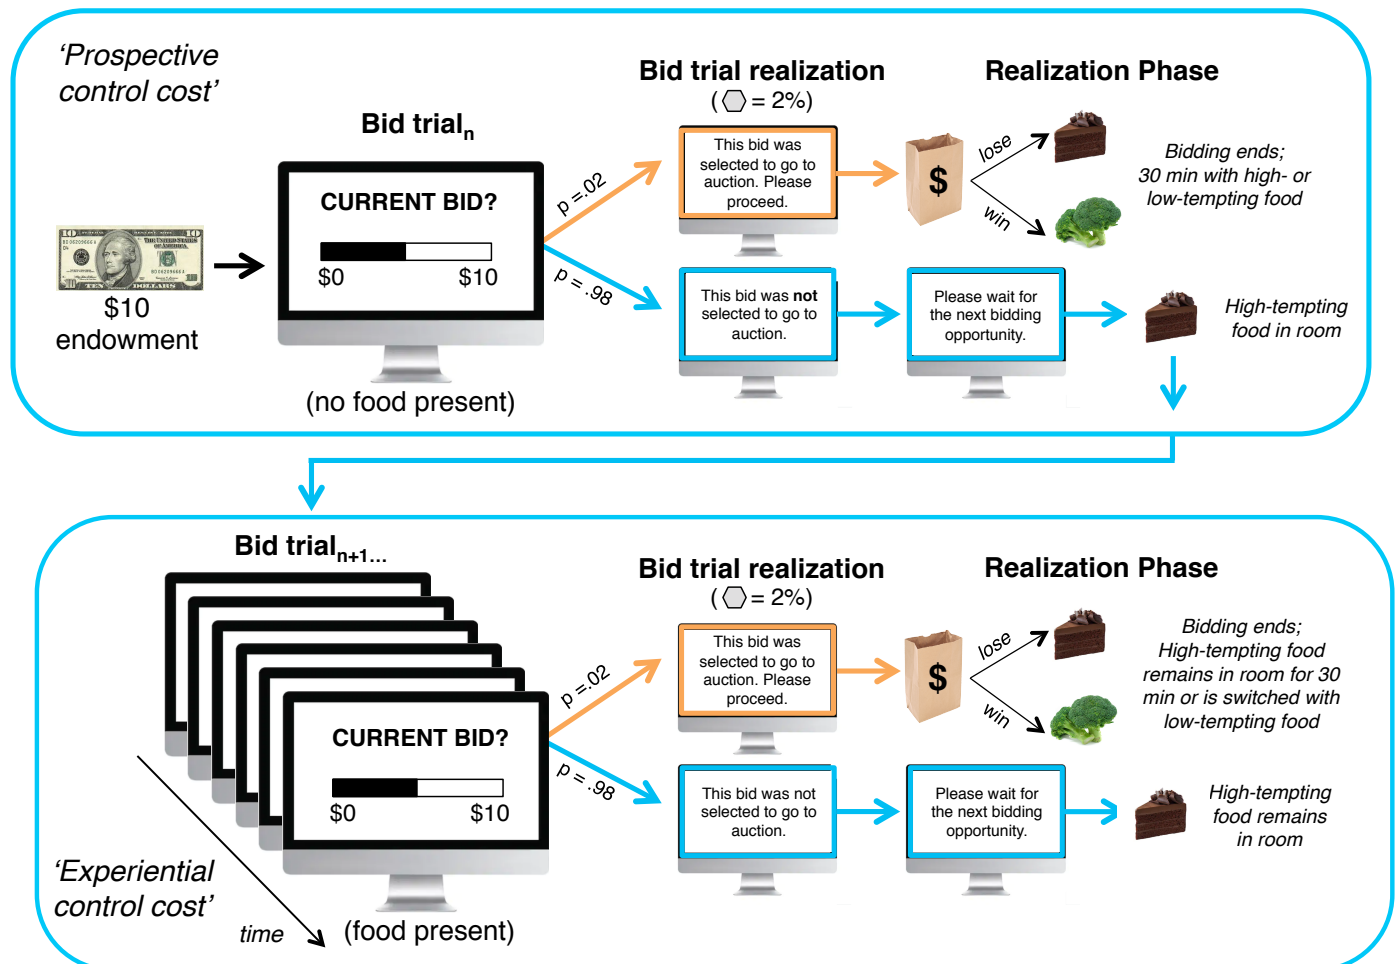 'Prospective
control cost'
Bid trial realization
( = 2%)
Realization Phase
Bid trialn
CURRENT BID?
$0 $10
$10
endowment
(no food present)
p =.02
p = .98
This bid was
selected to go to
auction. Please
proceed.
$
lose
win
Bidding ends;
30 min with high- or
low-tempting food
This bid was not
selected to go to
auction.
Please wait for
the next bidding
opportunity.
High-tempting
food in room
Bid trialn+1...
Bid trial realization
( = 2%)
Realization Phase
CURRENT BID?
$0 $10
'Experiential
control cost'
time
(food present)
p =.02
p = .98
This bid was
selected to go to
auction. Please
proceed.
$
lose
win
Bidding ends;
High-tempting food
remains in room for 30
min or is switched with
low-tempting food
This bid was not
selected to go to
auction.
Please wait for
the next bidding
opportunity.
High-tempting
food remains
in room